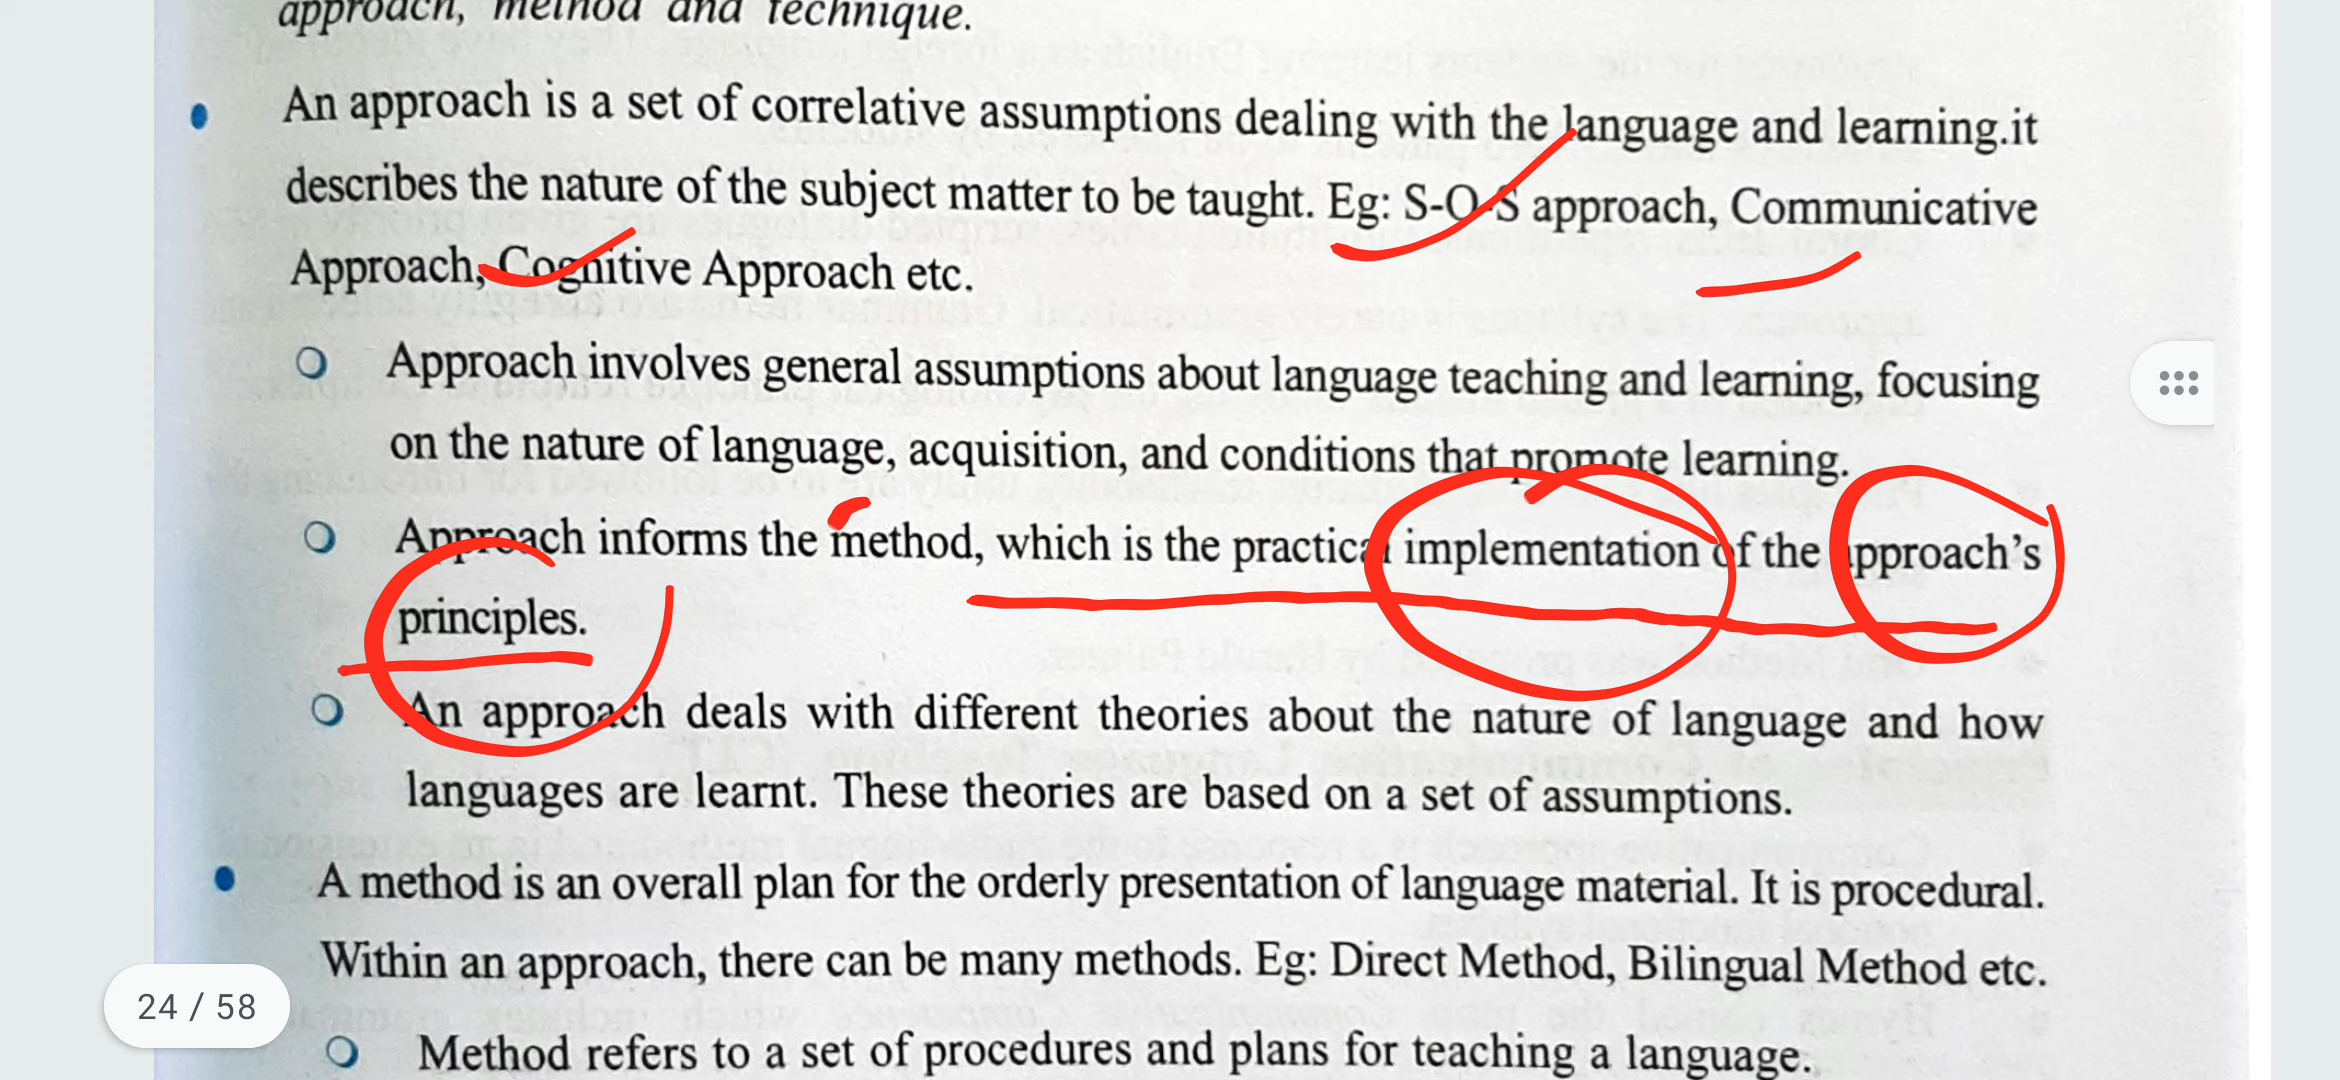 approach, method and technique.
An approach is a set of correlative assumptions dealing with the language and learning.it
describes the nature of the subject matter to be taught. Eg: S-O-S approach, Communicative
Approach, Cognitive Approach etc.
Approach involves general assumptions about language teaching and learning, focusing
on the nature of language, acquisition, and conditions that promote learning.
Approach informs the method, which is the practical implementation of the approach's
principles.
An approach deals with different theories about the nature of language and how
languages are learnt. These theories are based on a set of assumptions.
A method is an overall plan for the orderly presentation of language material. It is procedural.
Within an approach, there can be many methods. Eg: Direct Method, Bilingual Method etc.
24 / 58
Method refers to a set of procedures and plans for teaching a language.